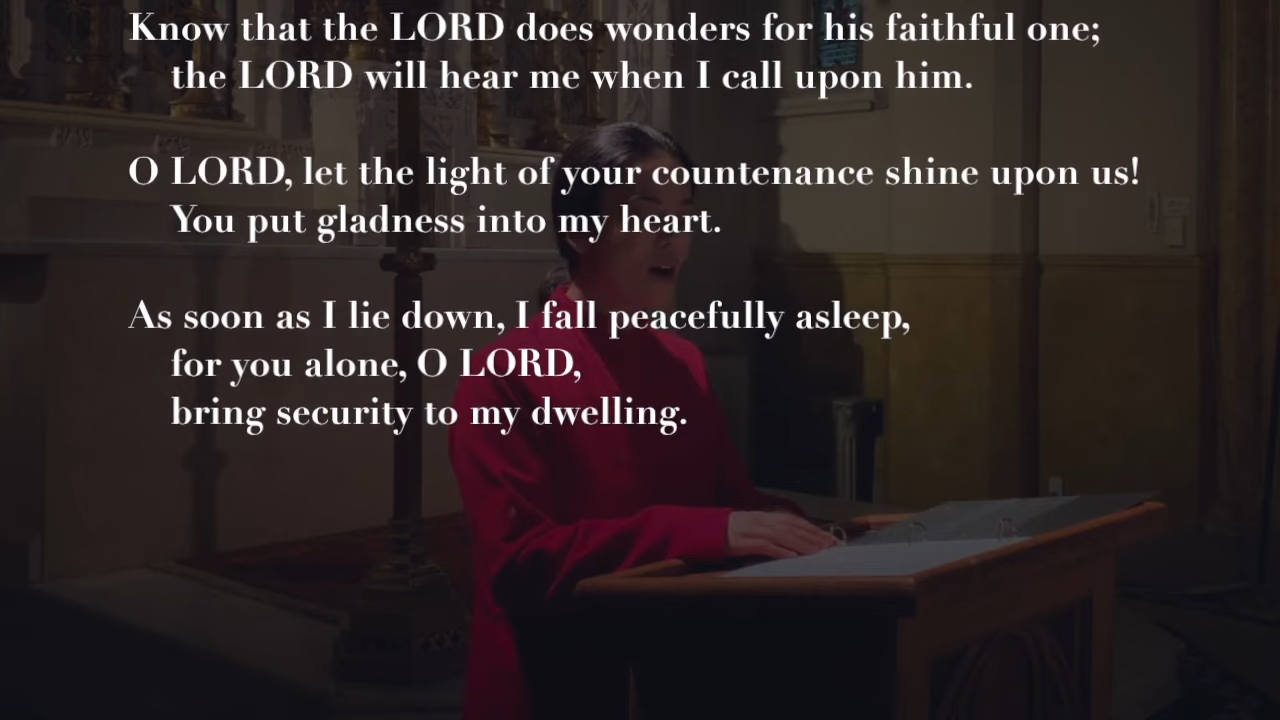 Know that the LORD does wonders for his faithful one;
the LORD will hear me when I call upon him.
O LORD, let the light of your countenance shine upon us!
You put gladness into my heart.
As soon as I lie down, I fall peacefully asleep,
for you alone, O LORD,
bring security to my dwelling.